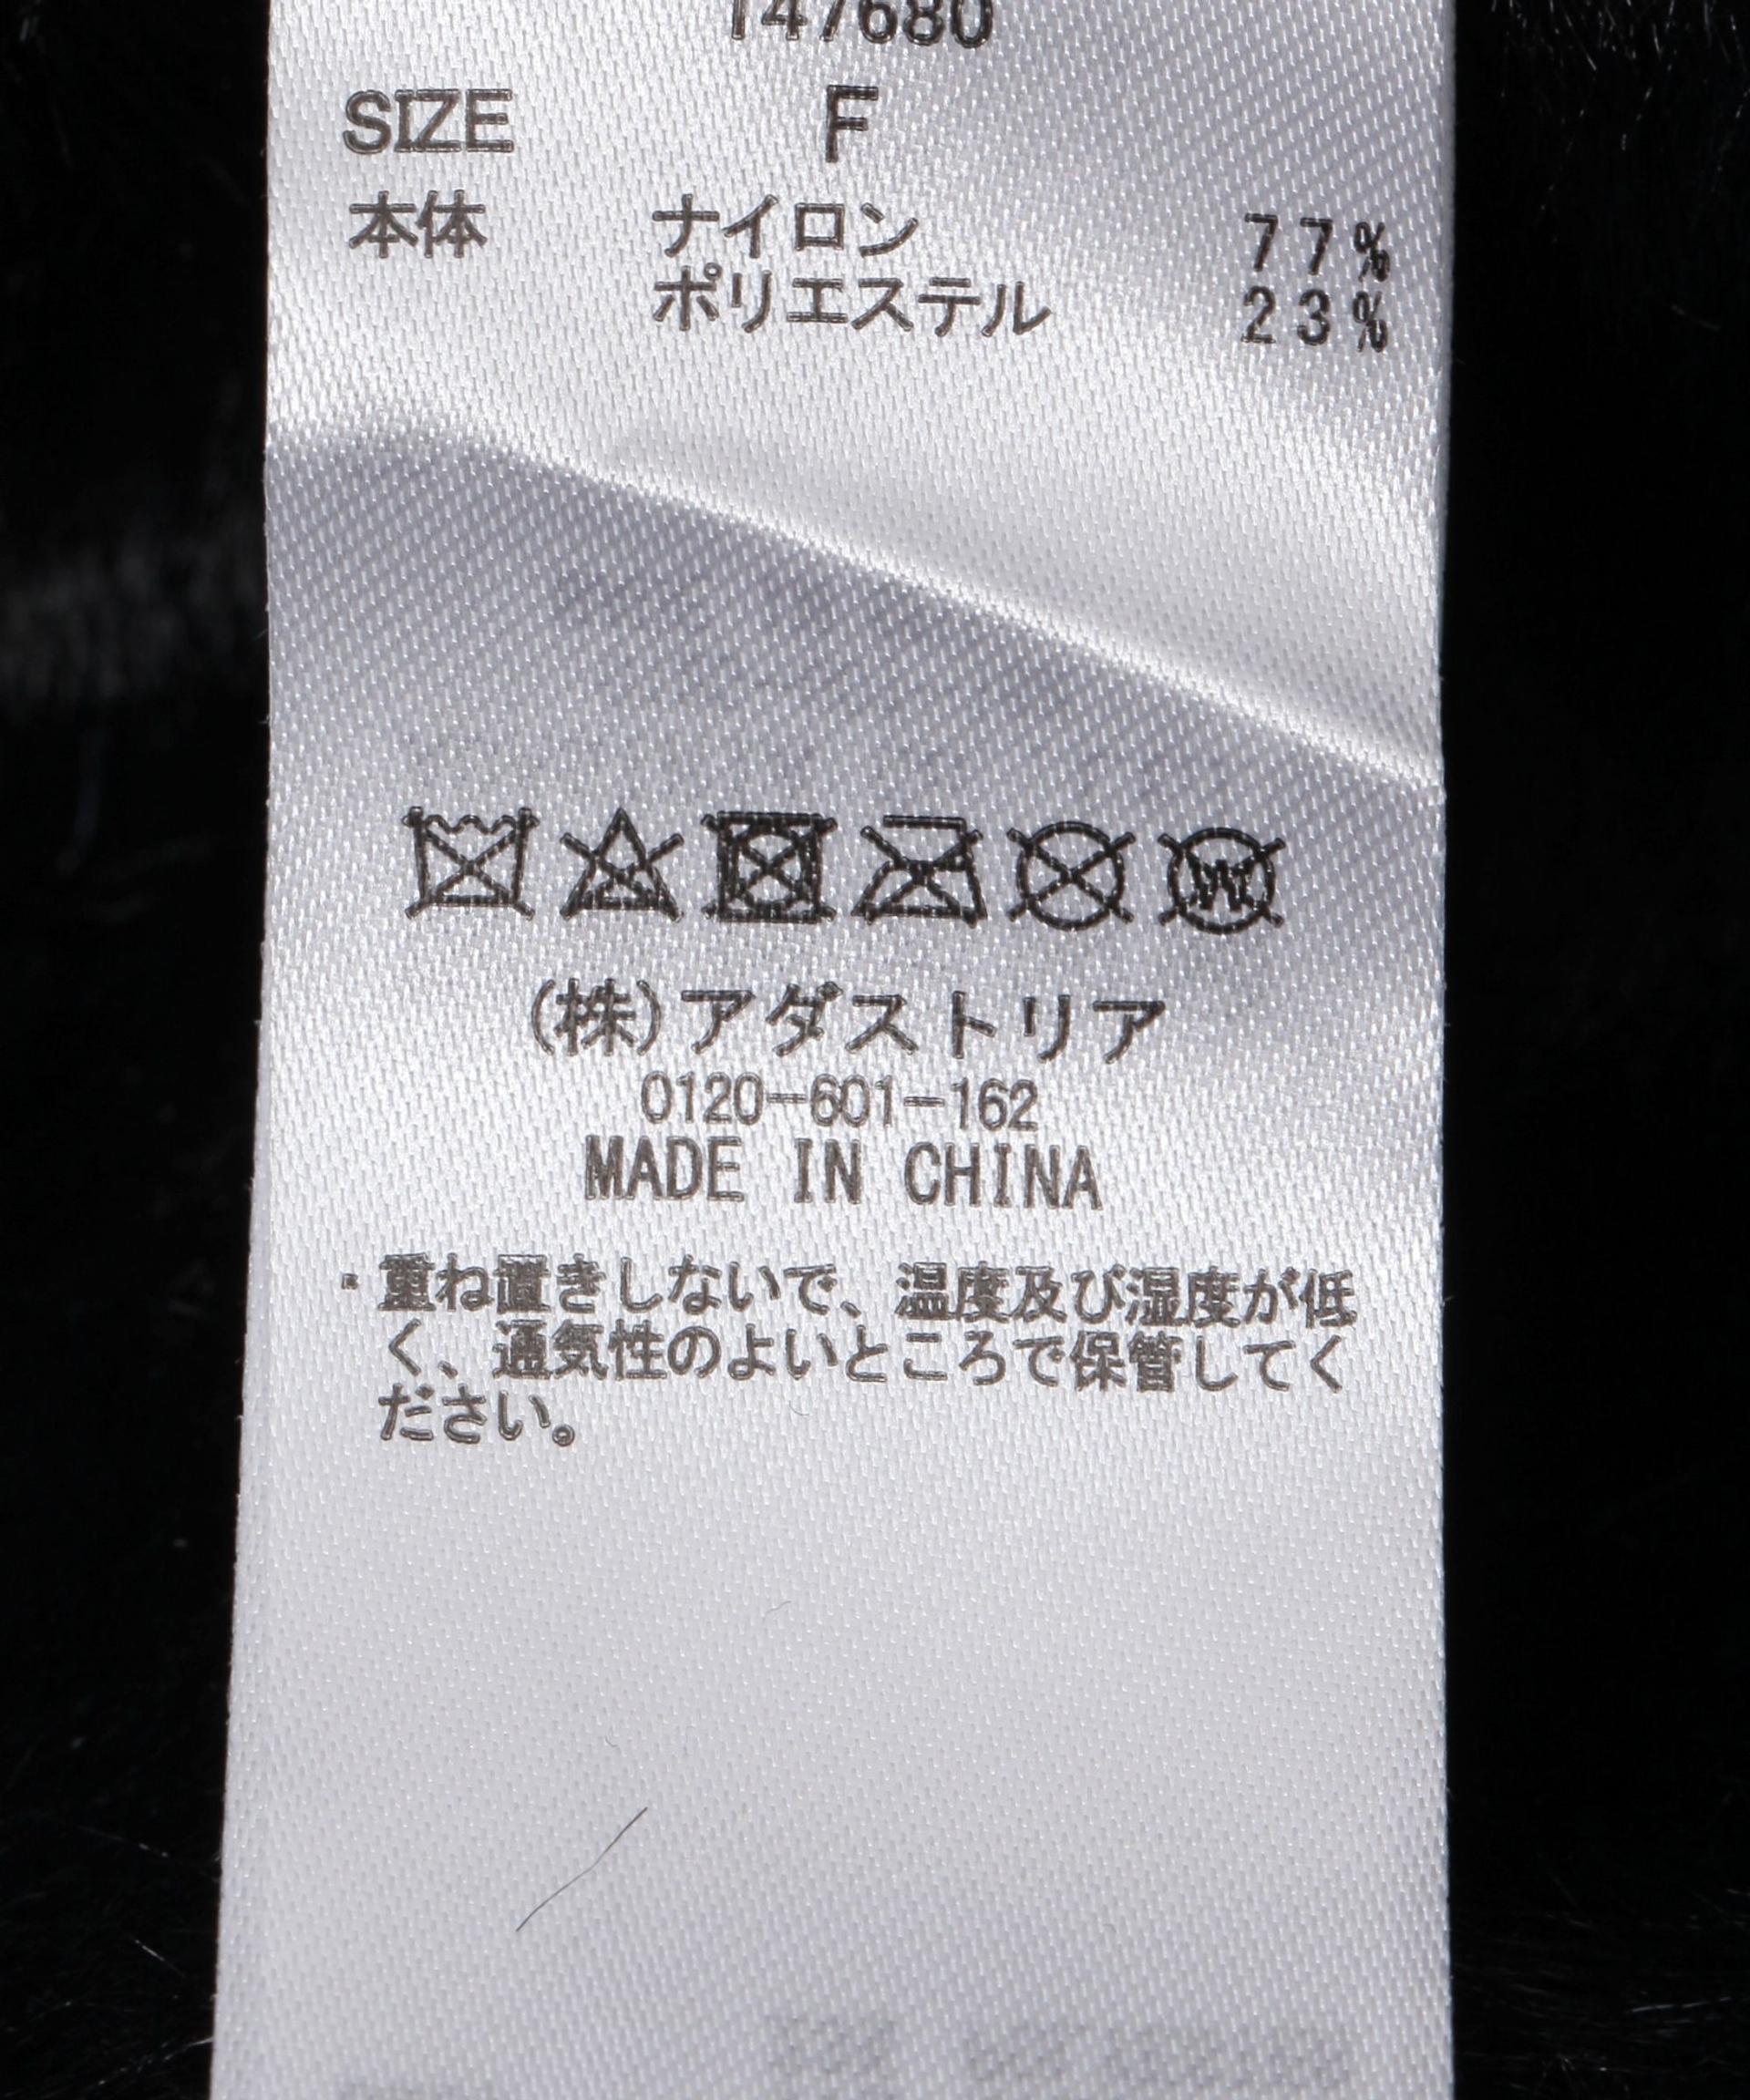 147680
SIZE F
本体 ナイロン 77%
ポリエステル 23%
(株)アダストリア
0120-601-162
MADE IN CHINA
・重ね置きしないで、温度及び湿度が低
く、通気性のよいところで保管してく
ださい。